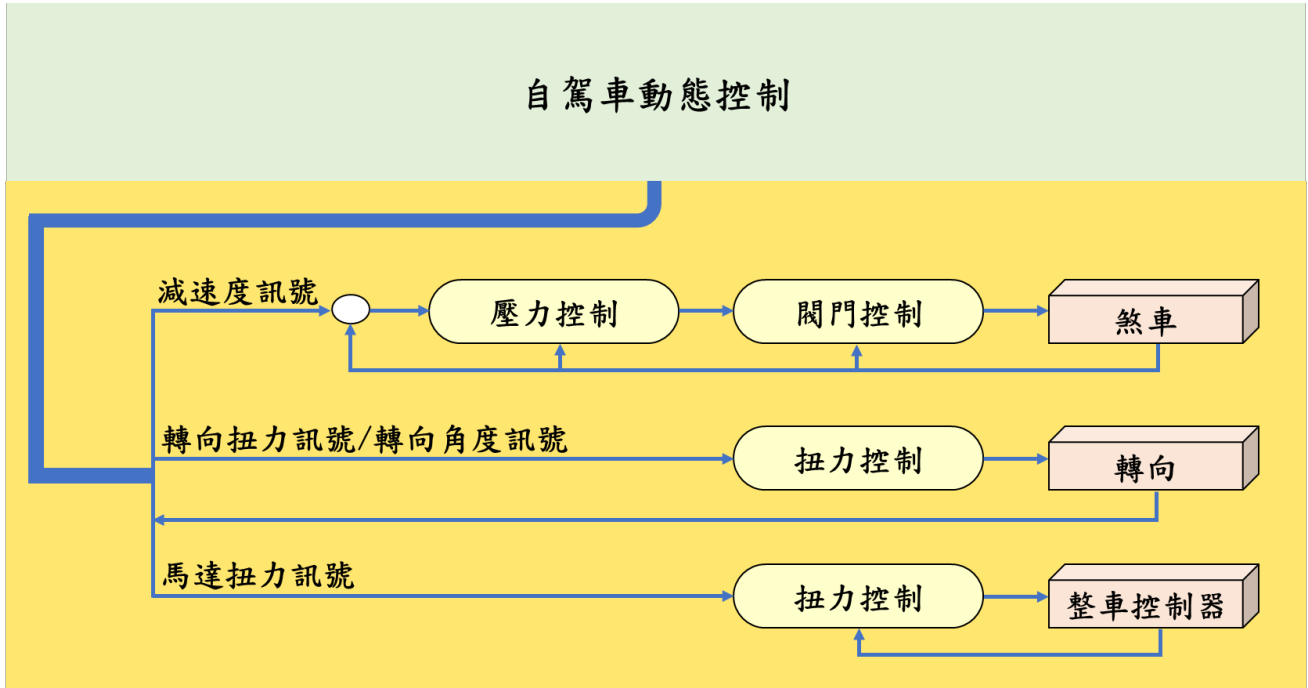 自駕車動態控制
減速度訊號
壓力控制
閥門控制
煞車
轉向扭力訊號/轉向角度訊號
扭力控制
轉向
馬達扭力訊號
扭力控制
整車控制器